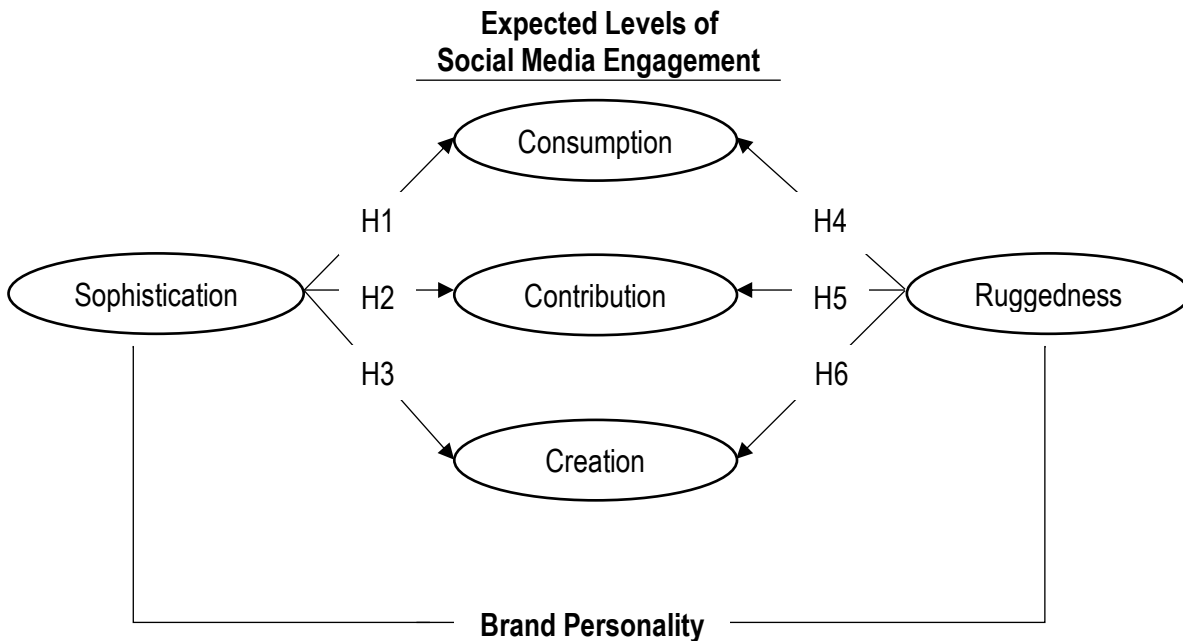 Expected Levels of
Social Media Engagement
Consumption
H1
H4
Sophistication
H2
Contribution
H5
Ruggedness
H3
H6
Creation
Brand Personality